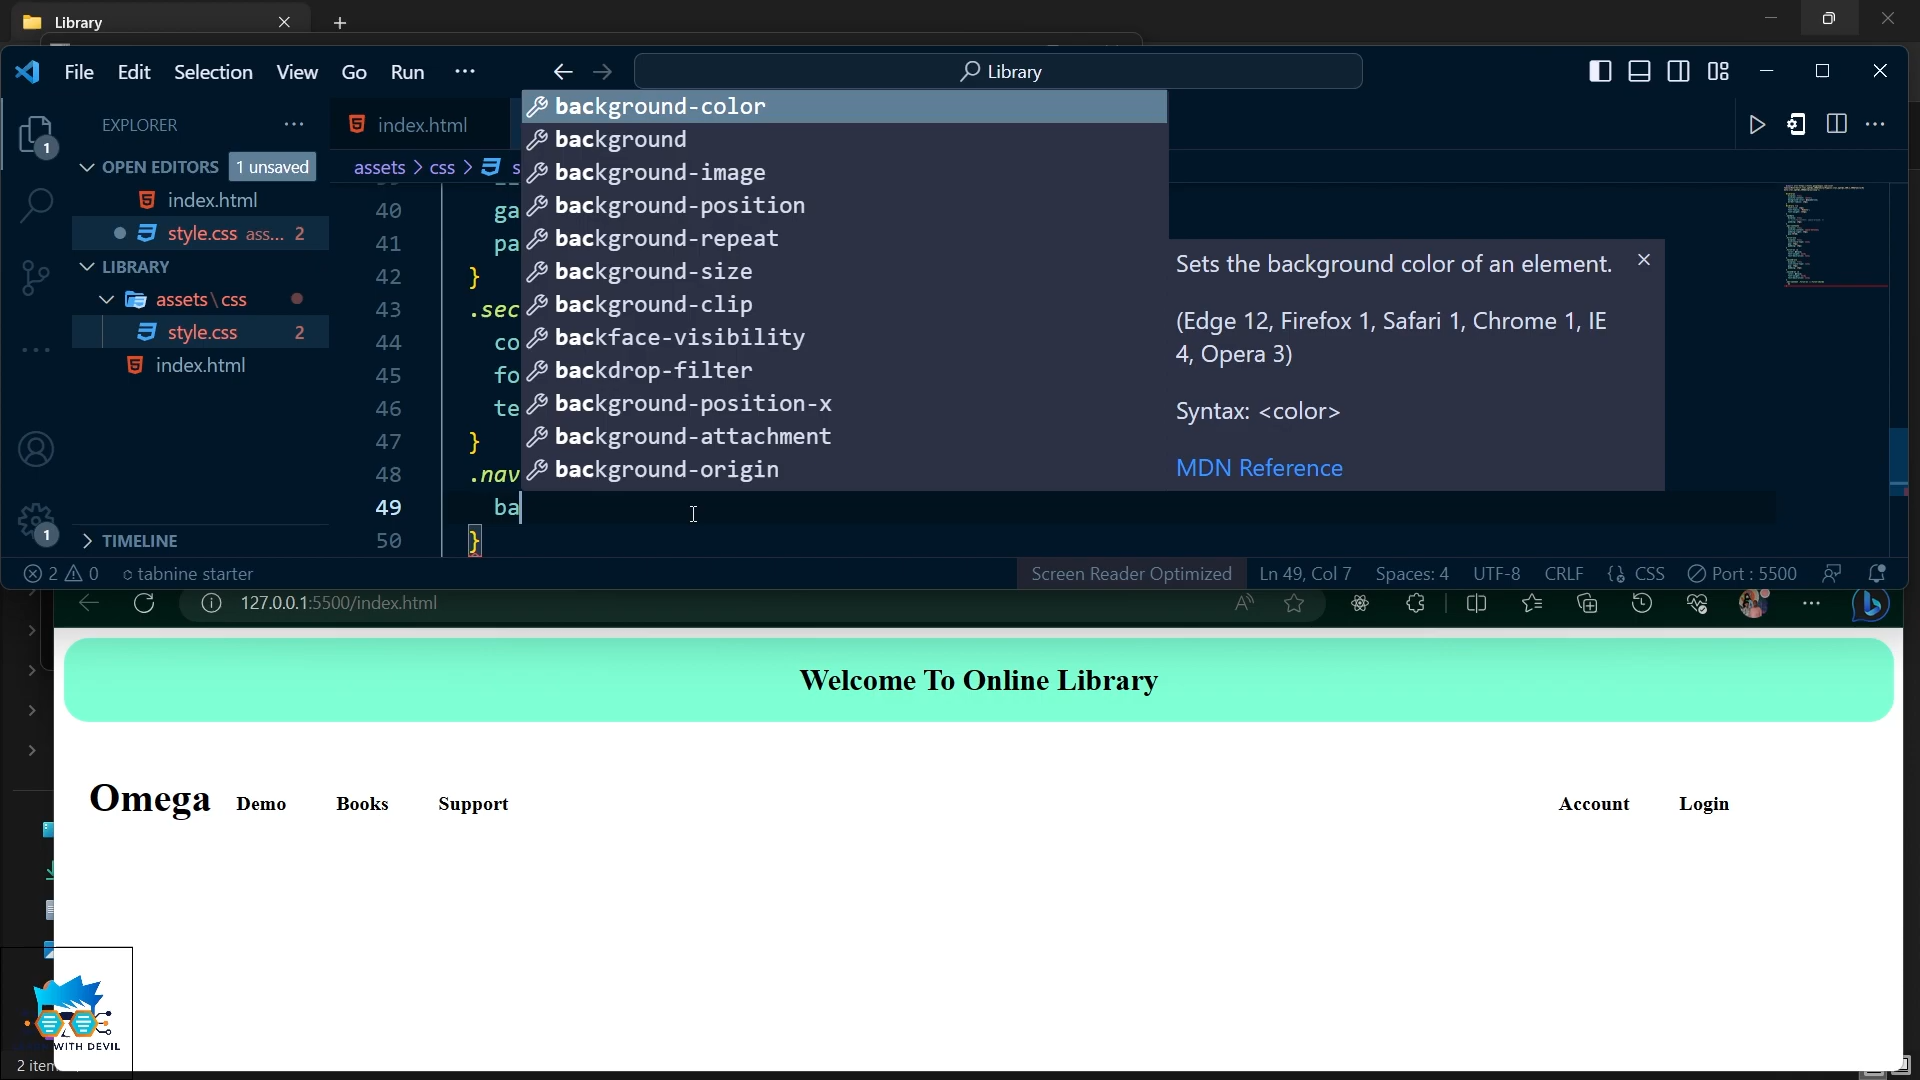 Library
File Edit Selection View Go Run
Library
EXPLORER
index.html
OPEN EDITORS 1 unsaved
index.html
style.css ass... 2
LIBRARY
assets\css
style.css 2
index.html
TIMELINE
1
1
assets > css > s
40 ga
41 pa
42 }
43 .sec
44 co
45 fo
46 te
47 }
48 .nav
49 ba
50 }
background-color
background
background-image
background-position
background-repeat
background-size
background-clip
backface-visibility
backdrop-filter
background-position-x
background-attachment
background-origin
Sets the background color of an element.
(Edge 12, Firefox 1, Safari 1, Chrome 1, IE
4, Opera 3)
Syntax: <color>
MDN Reference
2 0 tabnine starter Screen Reader Optimized Ln 49, Col 7 Spaces: 4 UTF-8 CRLF {} CSS Port : 5500
127.0.0.1:5500/index.html
Welcome To Online Library
Omega Demo Books Support Account Login
WITH DEVIL
2 item